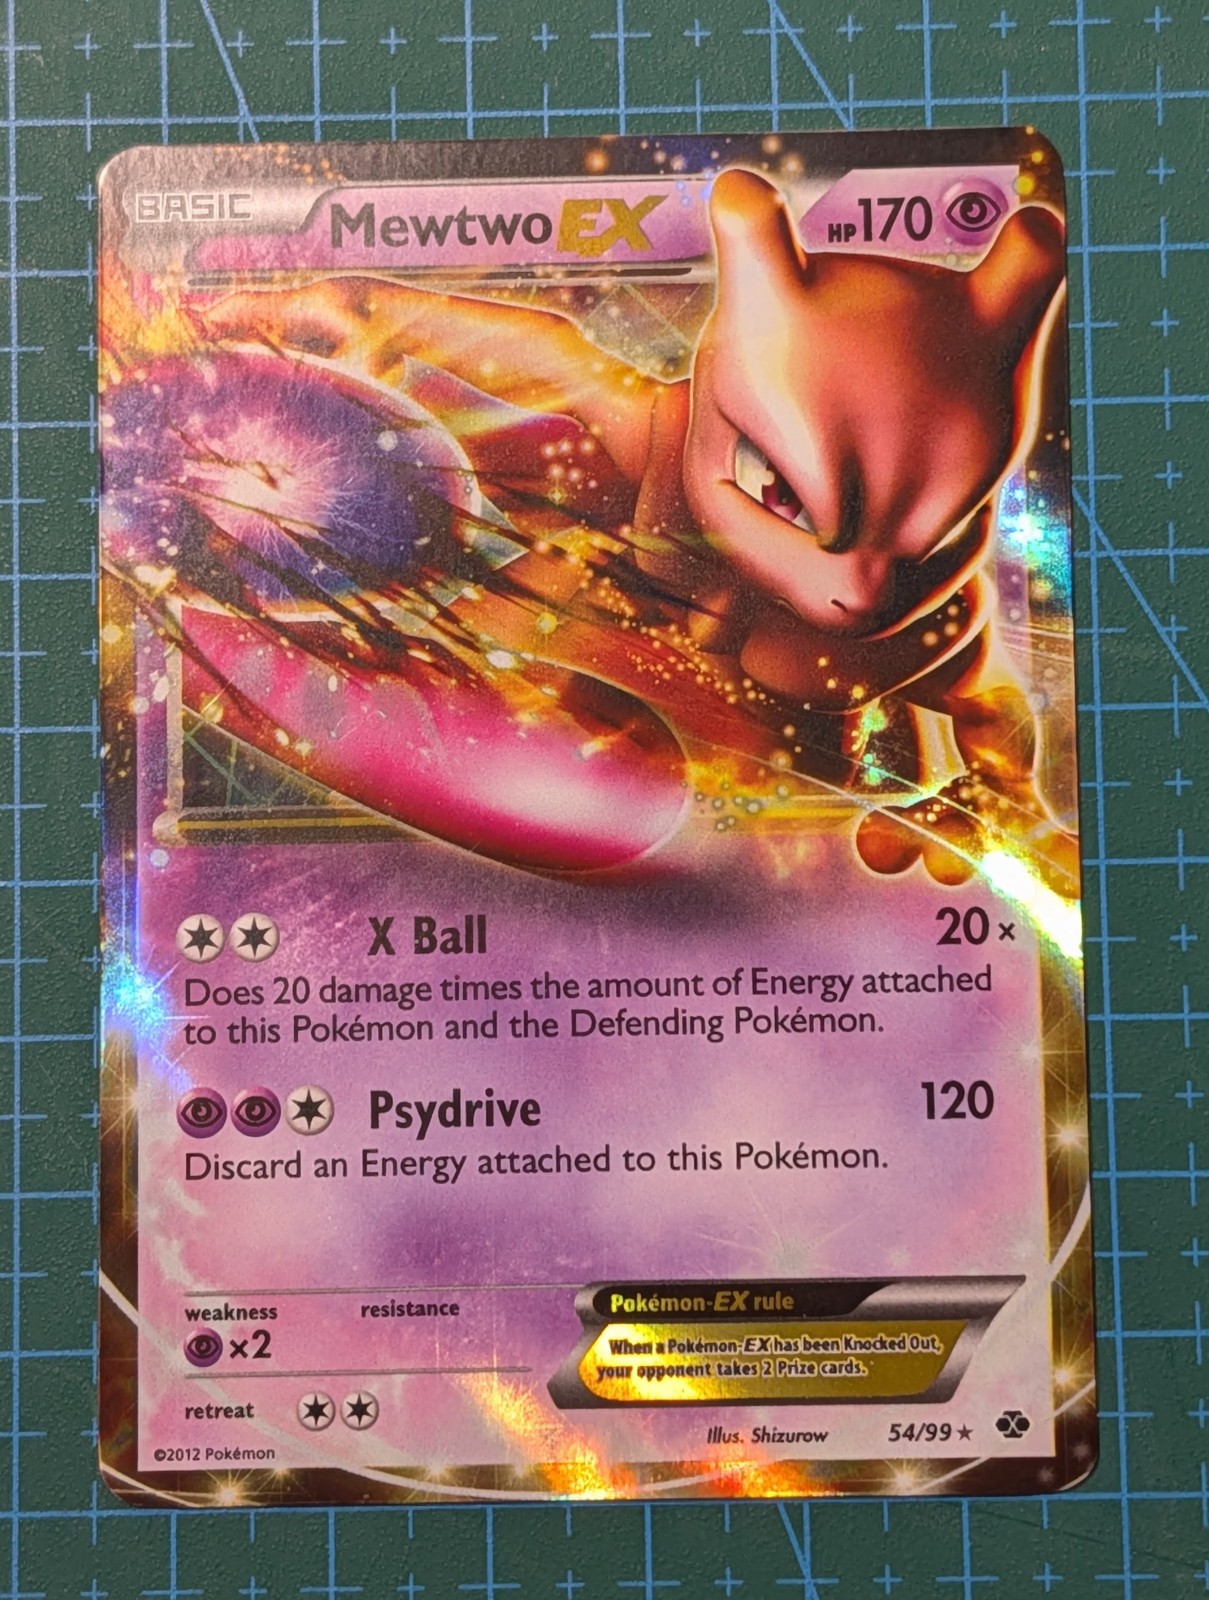 BASIC
Mewtwo EX
HP 170
X Ball 20×
Does 20 damage times the amount of Energy attached
to this Pokémon and the Defending Pokémon.
Psydrive 120
Discard an Energy attached to this Pokémon.
weakness resistance
×2
retreat
Pokémon-EX rule
When a Pokémon-EX has been Knocked Out,
your opponent takes 2 Prize cards.
Illus. Shizurow 54/99 ★
©2012 Pokémon